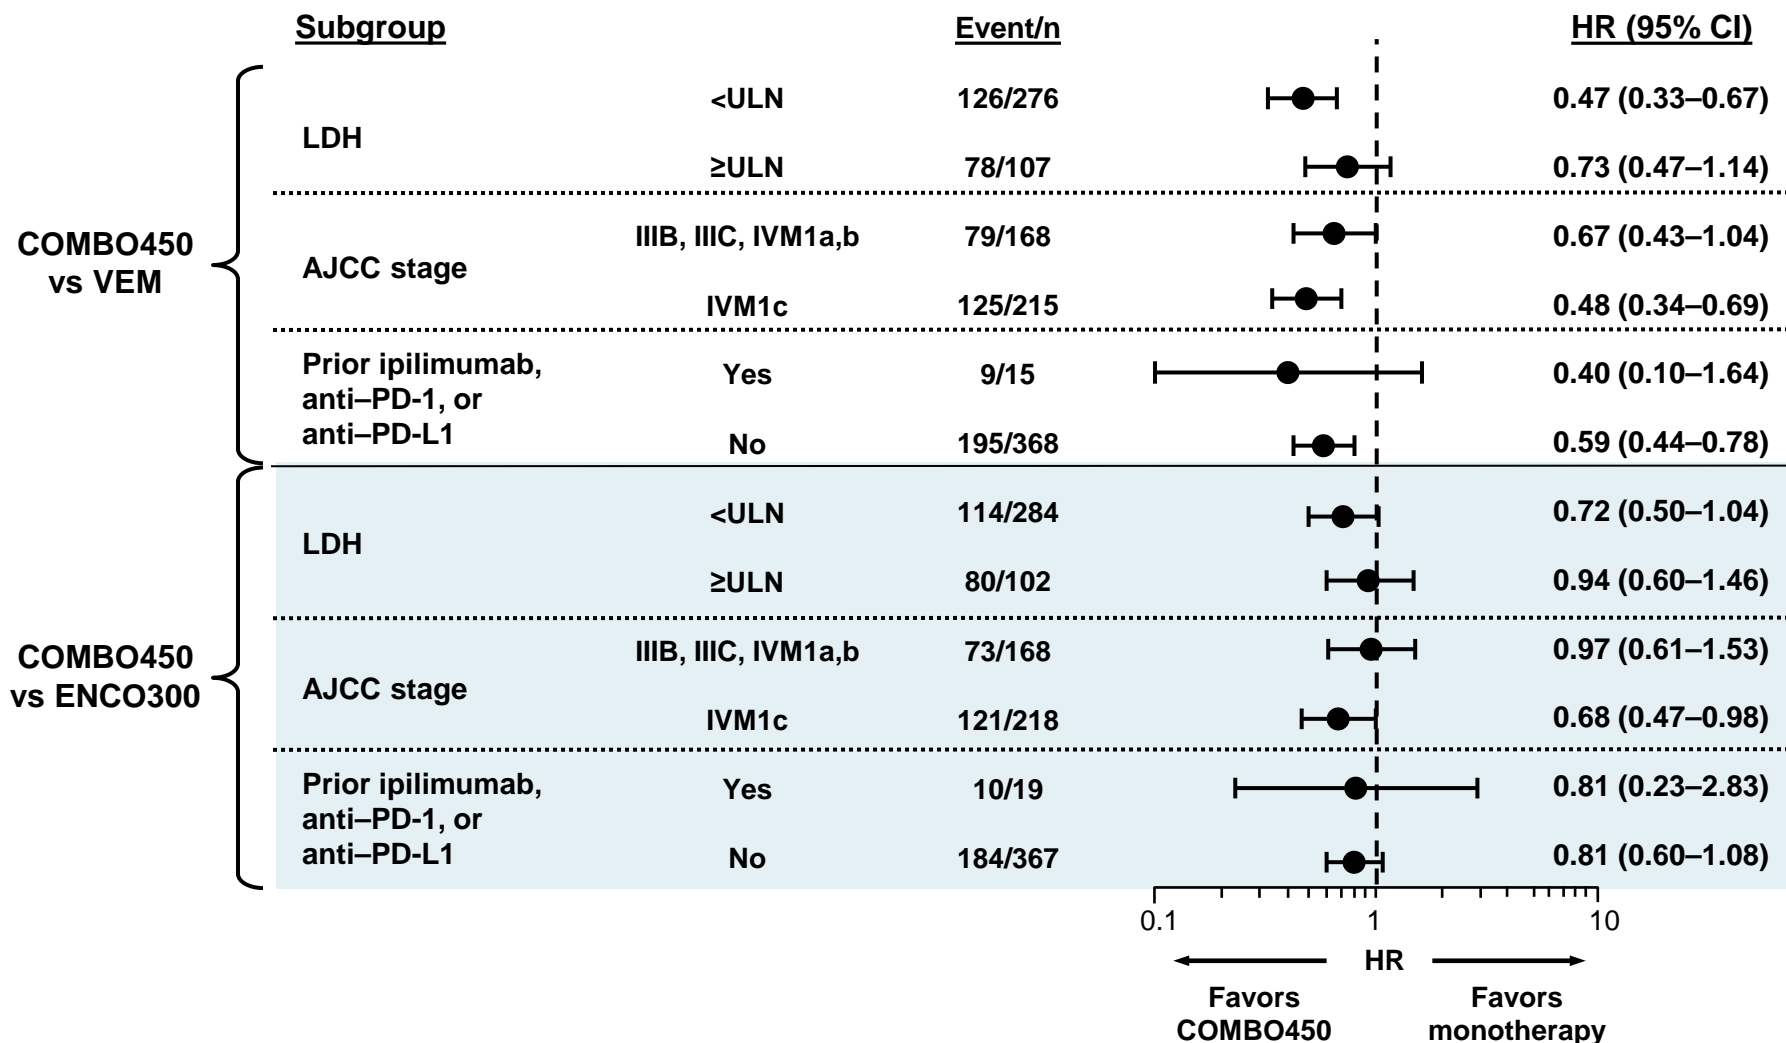 Subgroup Event/n HR (95% CI)
COMBO450
vs VEM
LDH
<ULN 126/276 0.47 (0.33–0.67)
≥ULN 78/107 0.73 (0.47–1.14)
AJCC stage
IIIB, IIIC, IVM1a,b 79/168 0.67 (0.43–1.04)
IVM1c 125/215 0.48 (0.34–0.69)
Prior ipilimumab,
anti–PD-1, or
anti–PD-L1
Yes 9/15 0.40 (0.10–1.64)
No 195/368 0.59 (0.44–0.78)
COMBO450
vs ENCO300
LDH
<ULN 114/284 0.72 (0.50–1.04)
≥ULN 80/102 0.94 (0.60–1.46)
AJCC stage
IIIB, IIIC, IVM1a,b 73/168 0.97 (0.61–1.53)
IVM1c 121/218 0.68 (0.47–0.98)
Prior ipilimumab,
anti–PD-1, or
anti–PD-L1
Yes 10/19 0.81 (0.23–2.83)
No 184/367 0.81 (0.60–1.08)
0.1 1 10
HR
Favors
COMBO450
Favors
monotherapy